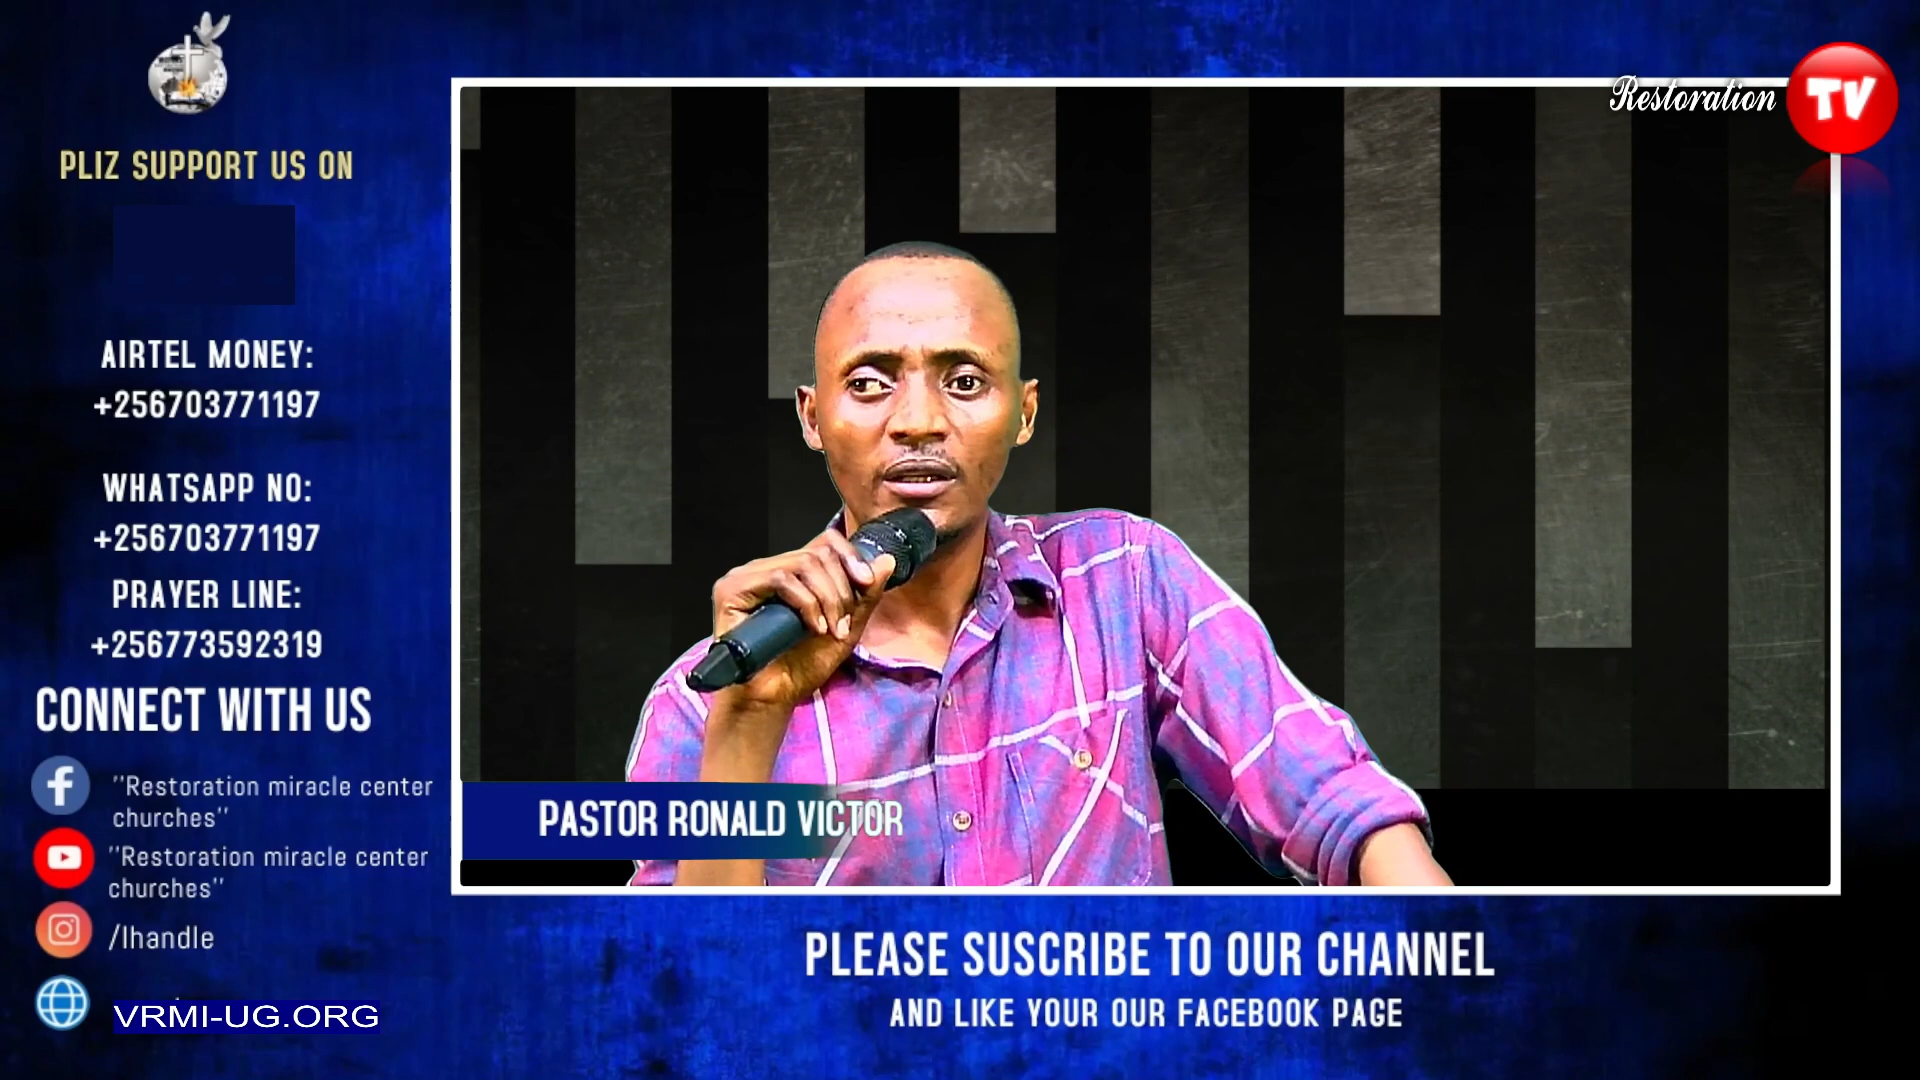 PLIZ SUPPORT US ON
AIRTEL MONEY:
+256703771197
WHATSAPP NO:
+256703771197
PRAYER LINE:
+256773592319
CONNECT WITH US
"Restoration miracle center
churches"
"Restoration miracle center
churches"
/Ihandle
VRMI-UG.ORG
Restoration TV
PASTOR RONALD VICTOR
PLEASE SUSCRIBE TO OUR CHANNEL
AND LIKE YOUR OUR FACEBOOK PAGE